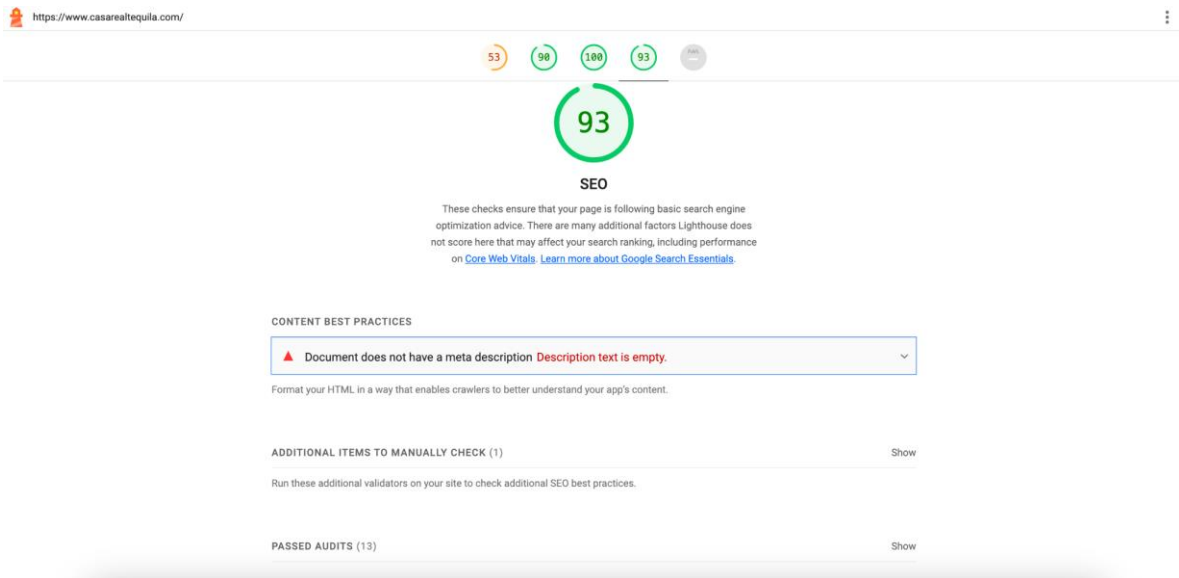 https://www.casarealtequila.com/
53 90 100 93
93
SEO
These checks ensure that your page is following basic search engine
optimization advice. There are many additional factors Lighthouse does
not score here that may affect your search ranking, including performance
on Core Web Vitals. Learn more about Google Search Essentials.
CONTENT BEST PRACTICES
Document does not have a meta description Description text is empty.
Format your HTML in a way that enables crawlers to better understand your app's content.
ADDITIONAL ITEMS TO MANUALLY CHECK (1) Show
Run these additional validators on your site to check additional SEO best practices.
PASSED AUDITS (13) Show